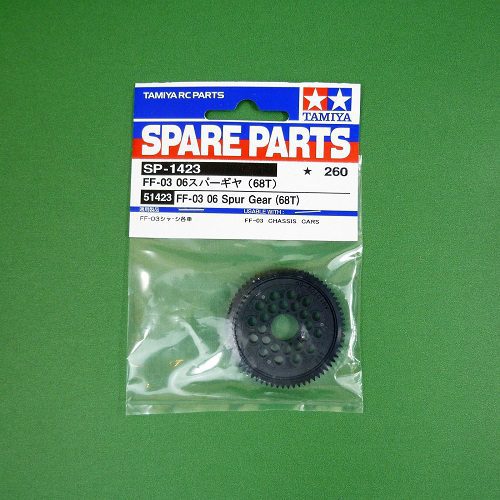 TAMIYA RC PARTS
TAMIYA
SPARE PARTS
SP-1423
★ 260
FF-03 06スパーギヤ (68T)
51423 FF-03 06 Spur Gear (68T)
USABLE WITH:
FF-03シャーシ各車
FF-03 CHASSIS CARS